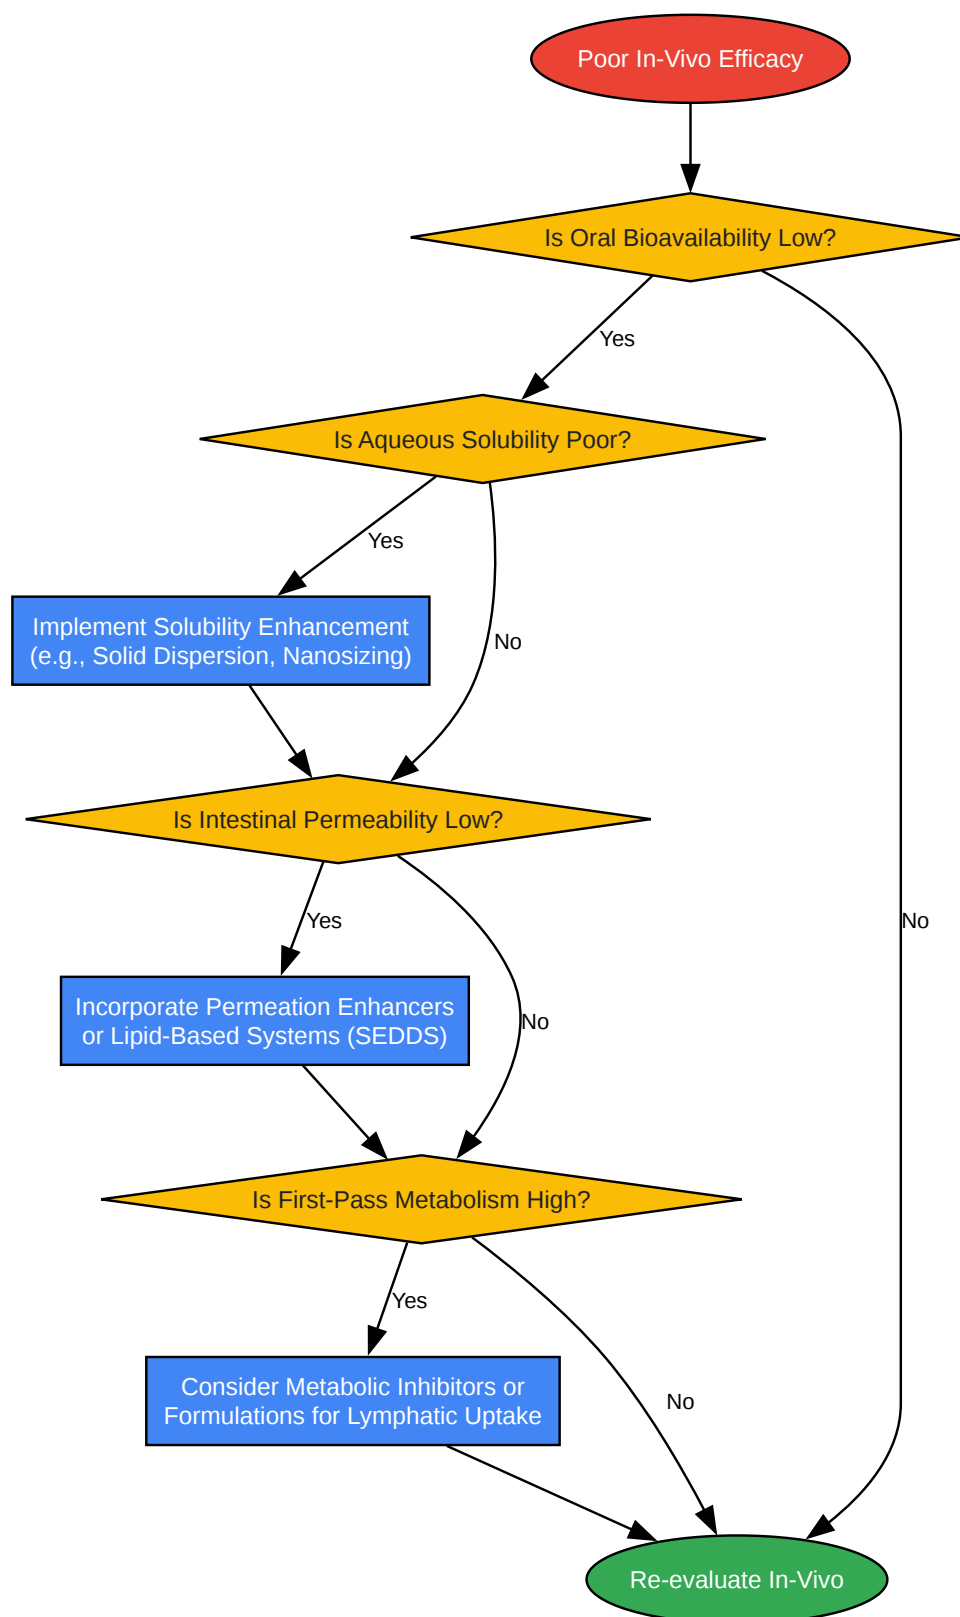 Poor In-Vivo Efficacy
Is Oral Bioavailability Low?
Yes
Is Aqueous Solubility Poor?
Yes
Implement Solubility Enhancement
(e.g., Solid Dispersion, Nanosizing)
No
Is Intestinal Permeability Low?
Yes
No
Incorporate Permeation Enhancers
or Lipid-Based Systems (SEDDS)
No
Is First-Pass Metabolism High?
Yes
Consider Metabolic Inhibitors or
Formulations for Lymphatic Uptake
No
Re-evaluate In-Vivo